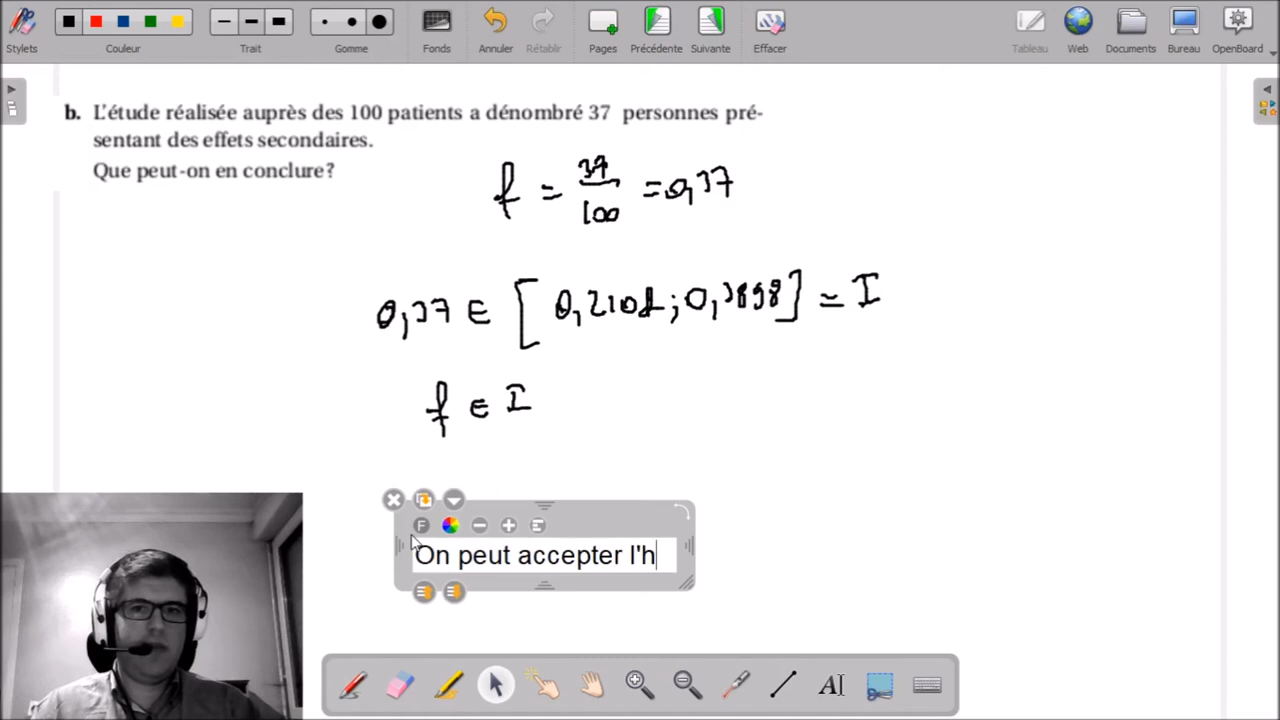 Stylets
Couleur
Trait
Gomme
Fonds
Annuler
Rétablir
Pages
Précédente
Suivante
Effacer
Tableau
Web
Documents
Bureau
OpenBoard
b. L'étude réalisée auprès des 100 patients a dénombré 37 personnes pré-
sentant des effets secondaires.
Que peut-on en conclure?
f = 37/100 = 0,37
0,37 ∈ [0,2102;0,3898] = I
f ∈ I
F
On peut accepter l'h
AI